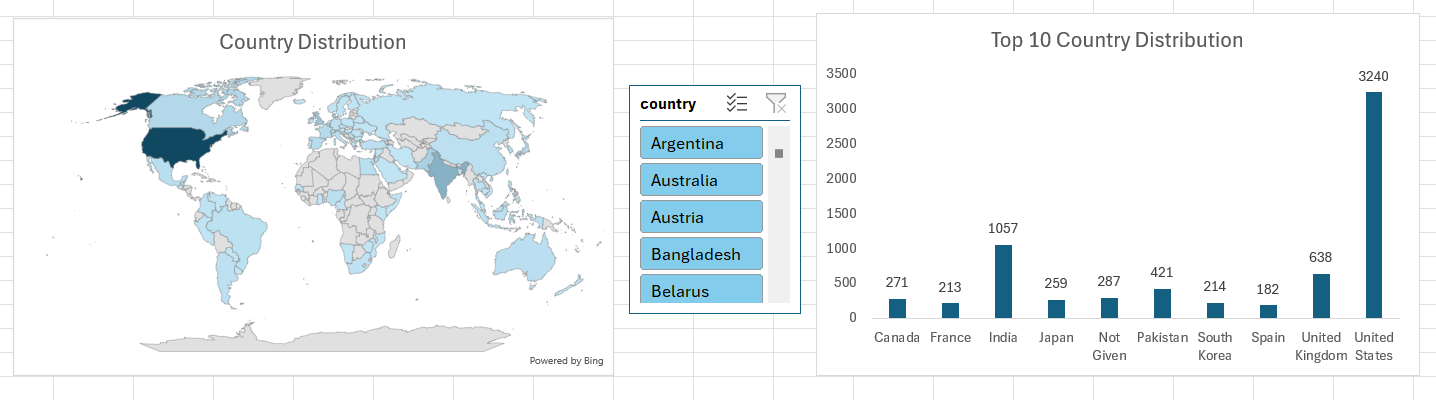 Country Distribution
Powered by Bing
country
Argentina
Australia
Austria
Bangladesh
Belarus
Top 10 Country Distribution
3500
3000
2500
2000
1500
1000
500
0
271
213
1057
259
287
421
214
182
638
3240
Canada
France
India
Japan
Not
Given
Pakistan
South
Korea
Spain
United
Kingdom
United
States